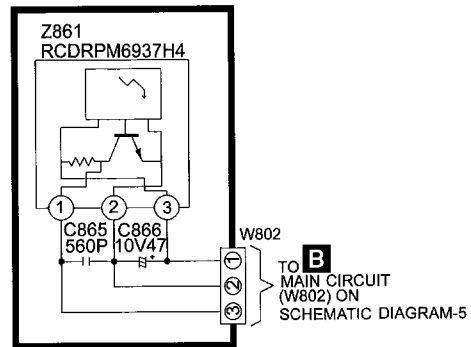 Z861
RCDRPM6937H4
1 2 3
C865 C866
560P 10V47
+
W802
1
2
3
TO B
MAIN CIRCUIT
(W802) ON
SCHEMATIC DIAGRAM-5